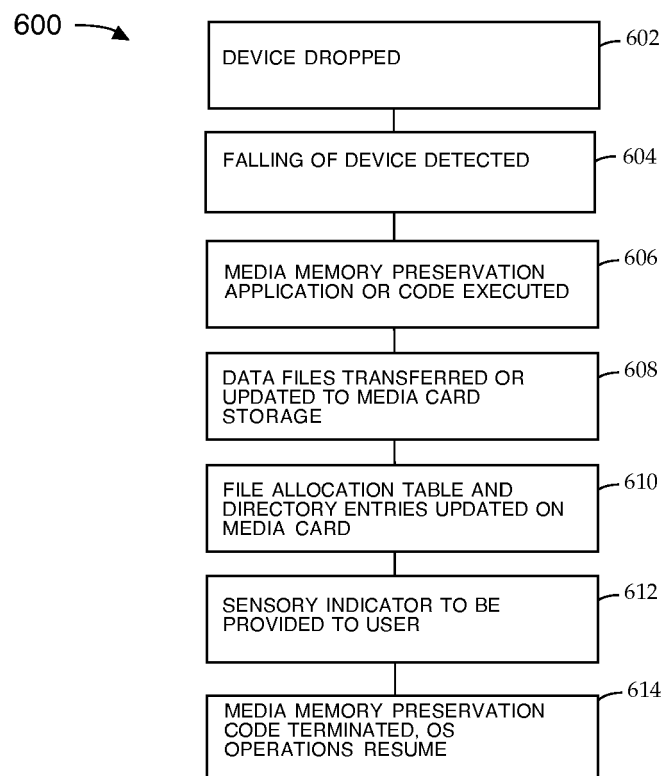 600
DEVICE DROPPED
602
FALLING OF DEVICE DETECTED
604
MEDIA MEMORY PRESERVATION
APPLICATION OR CODE EXECUTED
606
DATA FILES TRANSFERRED OR
UPDATED TO MEDIA CARD
STORAGE
608
FILE ALLOCATION TABLE AND
DIRECTORY ENTRIES UPDATED ON
MEDIA CARD
610
SENSORY INDICATOR TO BE
PROVIDED TO USER
612
MEDIA MEMORY PRESERVATION
CODE TERMINATED, OS
OPERATIONS RESUME
614